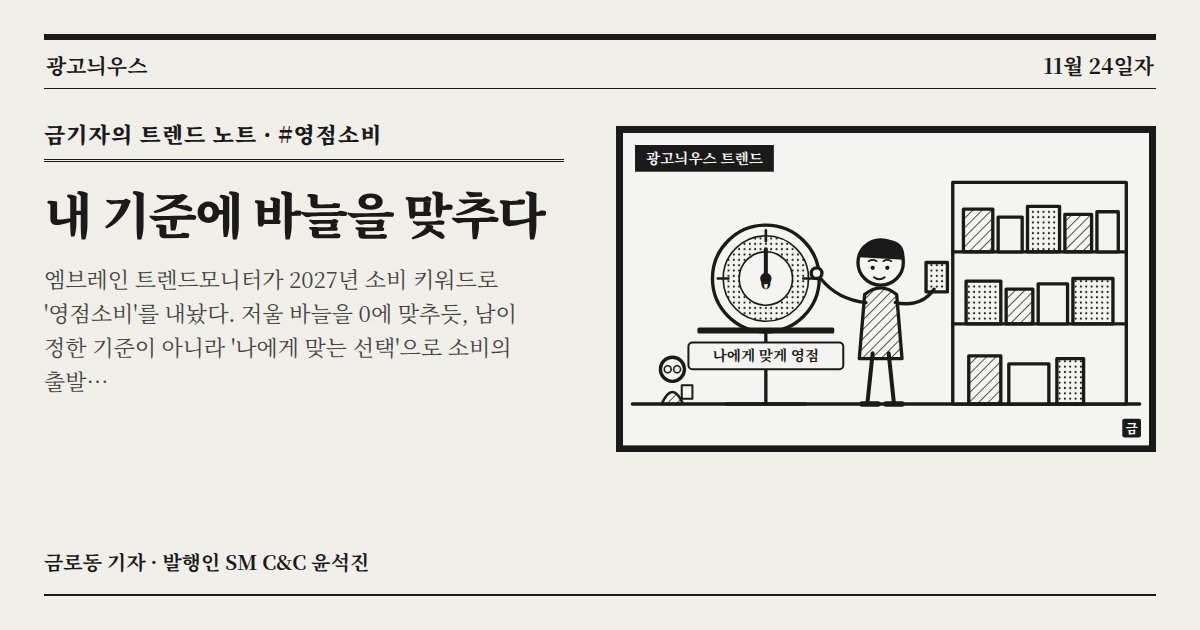 광고늬우스
11월 24일자
금기자의 트렌드 노트 · #영점소비
내 기준에 바늘을 맞추다
엠브레인 트렌드모니터가 2027년 소비 키워드로
'영점소비'를 내놨다. 저울 바늘을 0에 맞추듯, 남이
정한 기준이 아니라 '나에게 맞는 선택'으로 소비의
출발…
광고늬우스 트렌드
0
나에게 맞게 영점
금
금로동 기자 · 발행인 SM C&C 윤석진